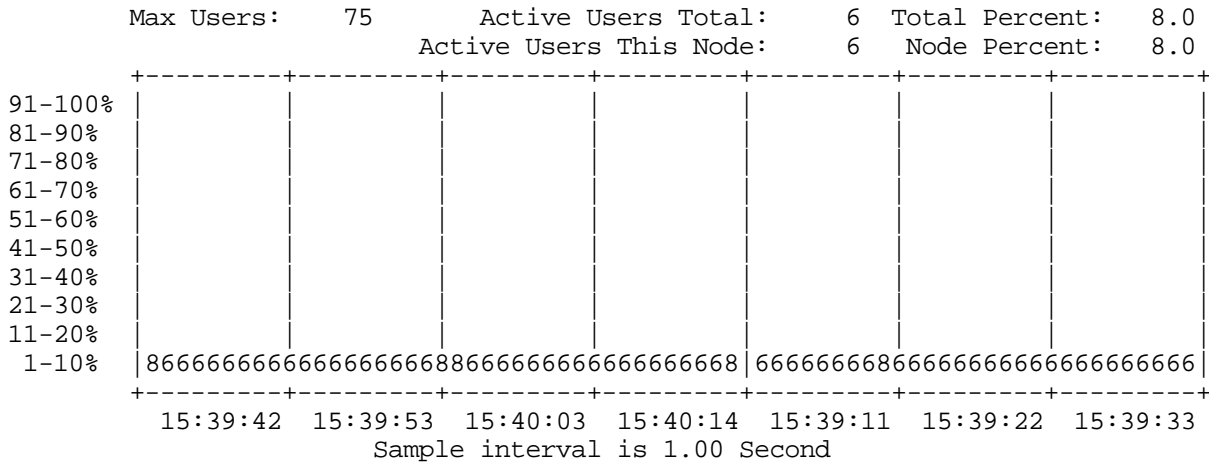 Max Users: 75 Active Users Total: 6 Total Percent: 8.0
Active Users This Node: 6 Node Percent: 8.0
+---------+---------+---------+---------+---------+---------+---------+
91-100% | | | | | | | |
81-90% | | | | | | | |
71-80% | | | | | | | |
61-70% | | | | | | | |
51-60% | | | | | | | |
41-50% | | | | | | | |
31-40% | | | | | | | |
21-30% | | | | | | | |
11-20% | | | | | | | |
1-10% |866666666666666666688666666666666666668|66666666866666666666666666666|
+---------+---------+---------+---------+---------+---------+---------+
15:39:42 15:39:53 15:40:03 15:40:14 15:39:11 15:39:22 15:39:33
Sample interval is 1.00 Second